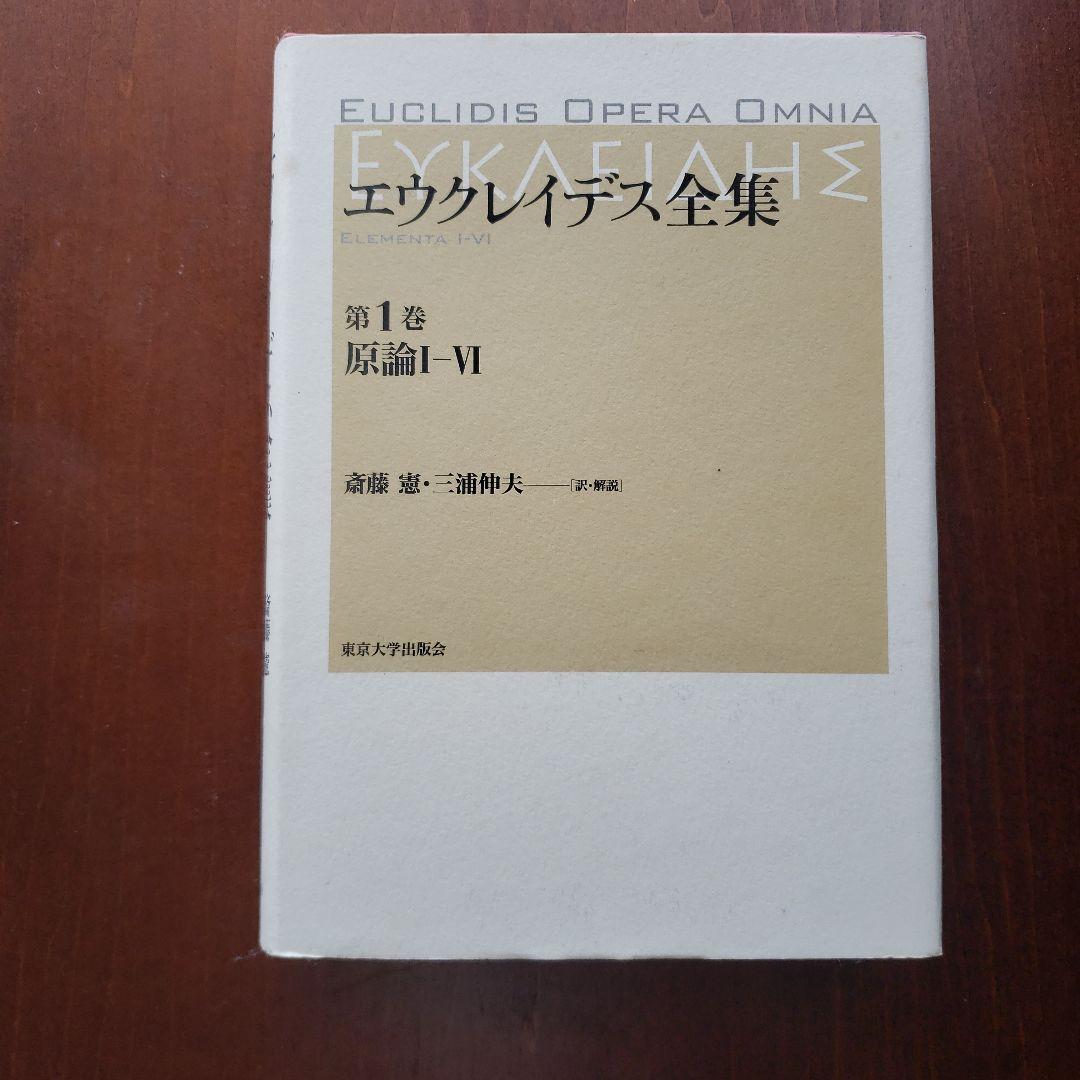 EUCLIDIS OPERA OMNIA
ΕΥΚΛΕΙΔΗΣ
エウクレイデス全集
ELEMENTA I-VI
第1巻
原論I-VI
斎藤 憲・三浦伸夫——[訳・解説]
東京大学出版会